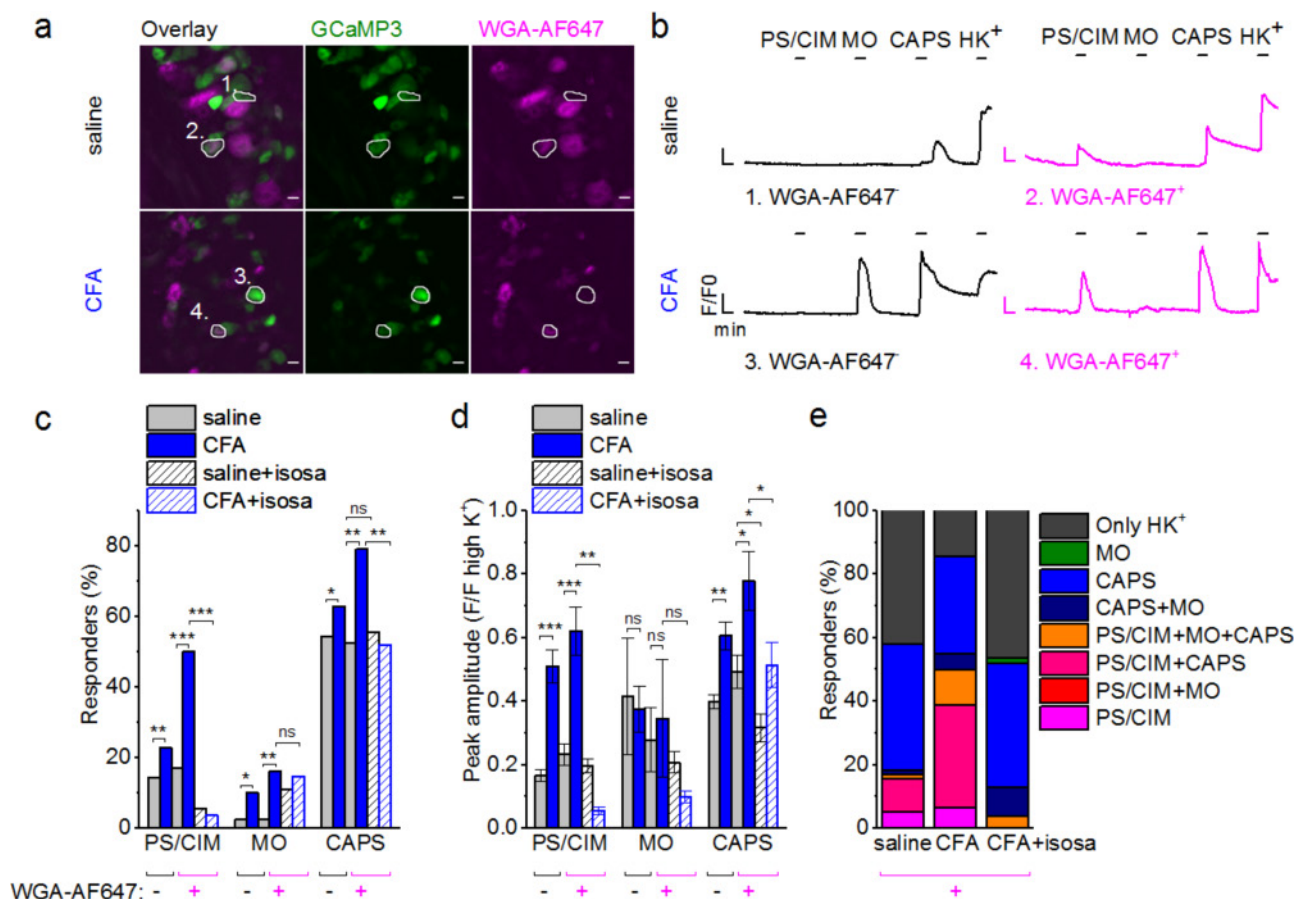 a
Overlay GCaMP3 WGA-AF647
saline
1.
2.
CFA
3.
4.
b
PS/CIM MO CAPS HK⁺ PS/CIM MO CAPS HK⁺
saline
1. WGA-AF647⁻ 2. WGA-AF647⁺
CFA
F/F0
min
3. WGA-AF647⁻ 4. WGA-AF647⁺
c
saline
CFA
saline+isosa
CFA+isosa
Responders (%)
80
60
40
20
0
** *** *** * ** ns * ** ns **
PS/CIM MO CAPS
WGA-AF647: - + - + - +
d
saline
CFA
saline+isosa
CFA+isosa
Peak amplitude (F/F high K⁺)
1.0
0.8
0.6
0.4
0.2
0.0
*** *** ** ns ns ns ** * * *
PS/CIM MO CAPS
- + - + - +
e
Responders (%)
100
80
60
40
20
0
saline CFA CFA+isosa
+
Only HK⁺
MO
CAPS
CAPS+MO
PS/CIM+MO+CAPS
PS/CIM+CAPS
PS/CIM+MO
PS/CIM